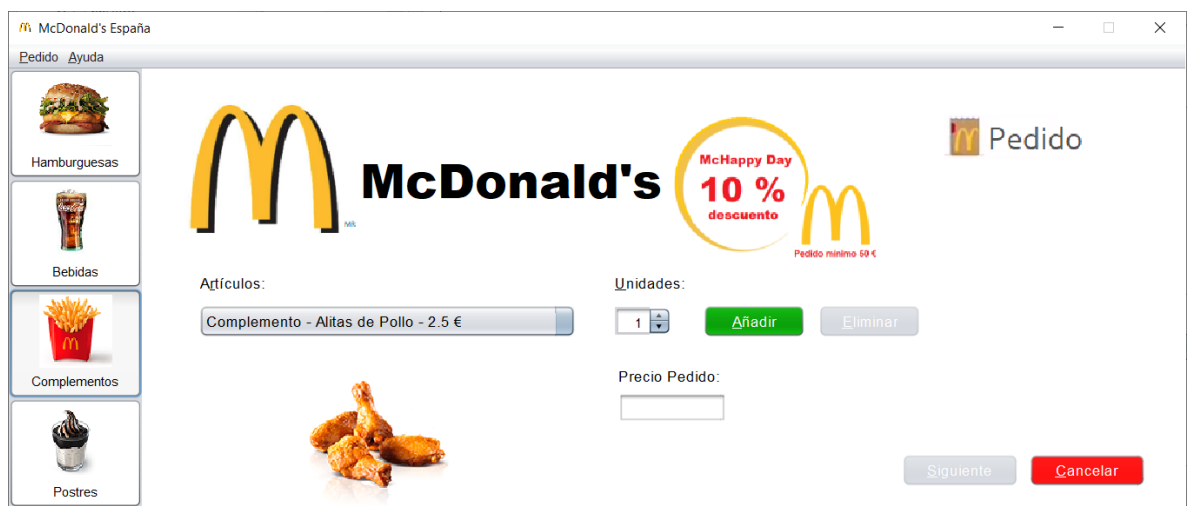 McDonald's España
Pedido Ayuda
Hamburguesas
Bebidas
Complementos
Postres
McDonald's
McHappy Day
10 %
descuento
Pedido minimo 50 €
Pedido
Artículos:
Complemento - Alitas de Pollo - 2.5 €
Unidades:
1
Añadir
Eliminar
Precio Pedido:
Siguiente
Cancelar